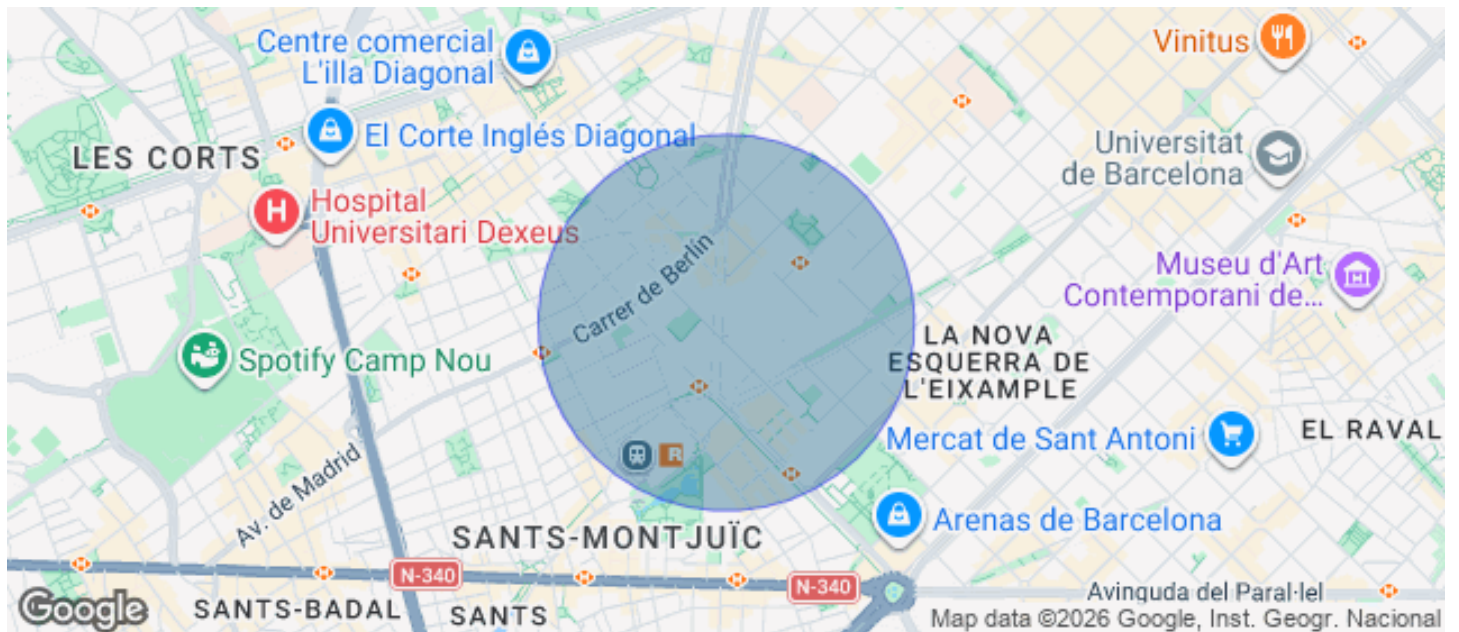 Centre comercial
L'illa Diagonal
Vinitus
El Corte Inglés Diagonal
LES CORTS
Universitat
de Barcelona
H
Hospital
Universitari Dexeus
Carrer de Berlín
Museu d'Art
Contemporani de...
LA NOVA
ESQUERRA DE
L'EIXAMPLE
Spotify Camp Nou
Mercat de Sant Antoni
EL RAVAL
R
Av. de Madrid
Arenas de Barcelona
SANTS-MONTJUÏC
N-340
N-340
Avinguda del Paral·lel
Google
SANTS-BADAL
SANTS
Map data ©2026 Google, Inst. Geogr. Nacional